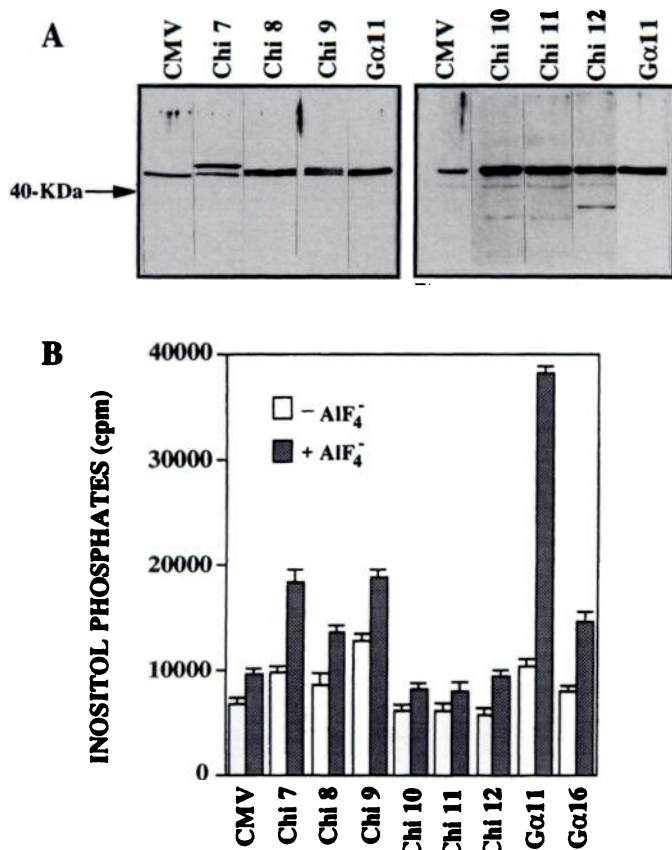 A
CMV
Chi 7
Chi 8
Chi 9
Gα11
CMV
Chi 10
Chi 11
Chi 12
Gα11
40-KDa
B
INOSITOL PHOSPHATES (cpm)
40000
30000
20000
10000
0
− AlF₄⁻
+ AlF₄⁻
CMV
Chi 7
Chi 8
Chi 9
Chi 10
Chi 11
Chi 12
Gα11
Gα16